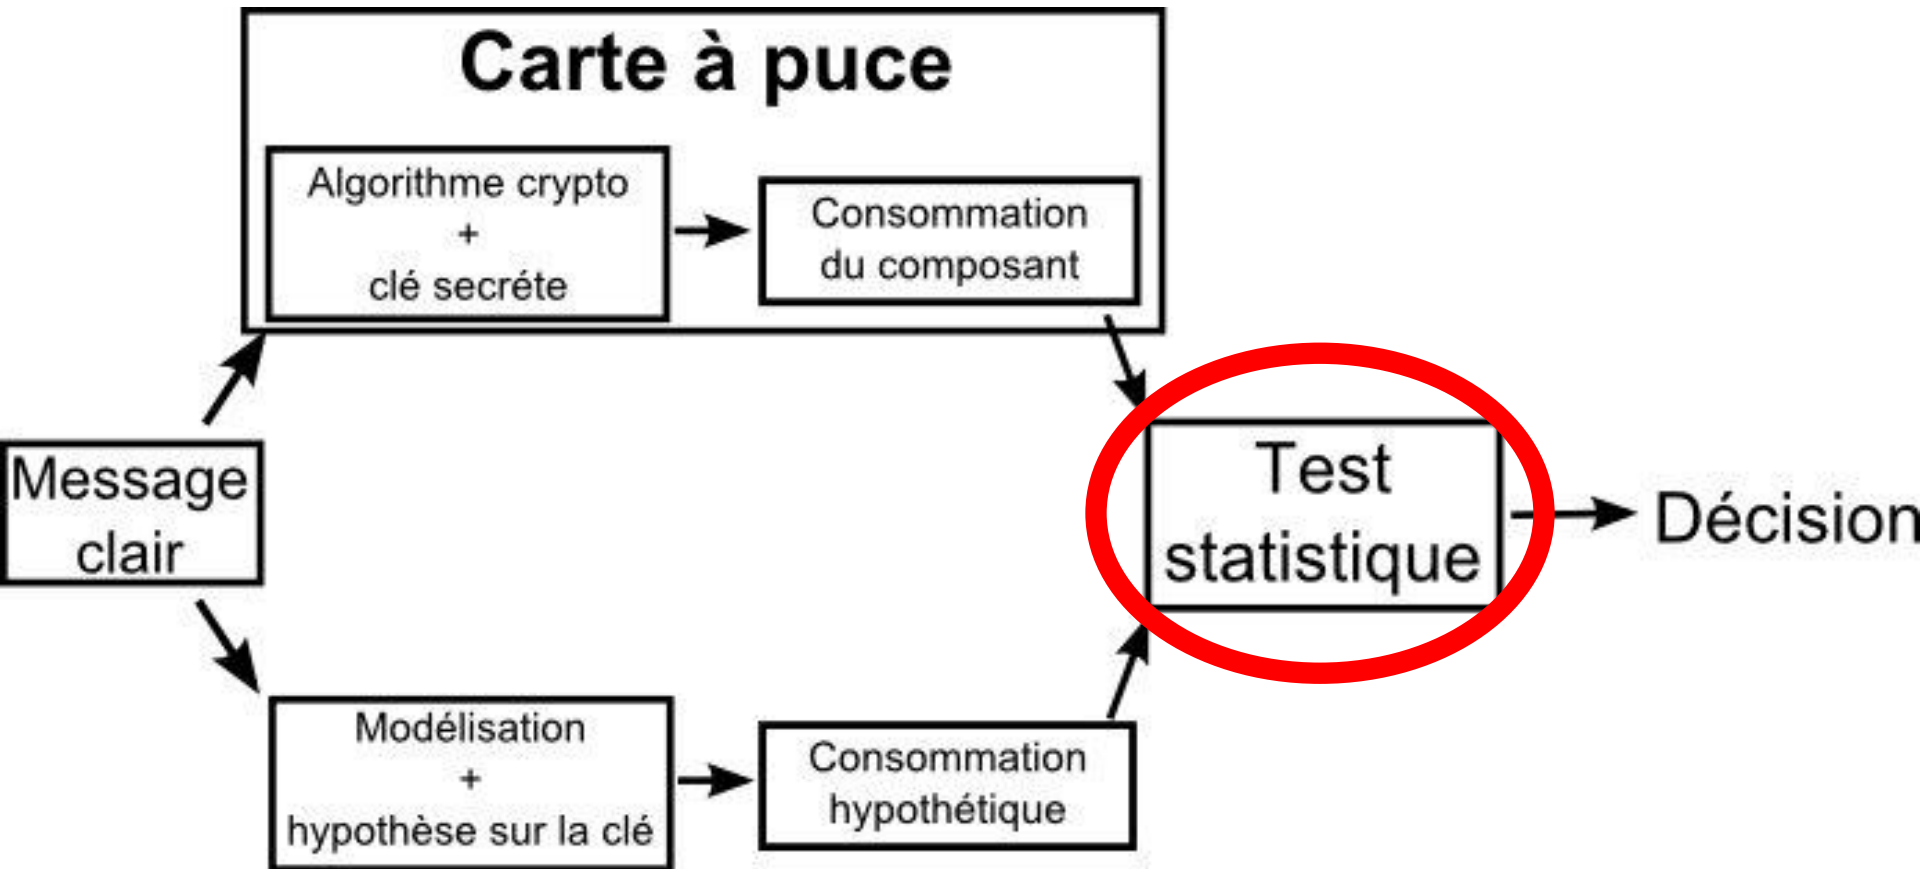 Carte à puce
Algorithme crypto
+
clé secréte
Consommation
du composant
Message
clair
Test
statistique
Décision
Modélisation
+
hypothèse sur la clé
Consommation
hypothétique